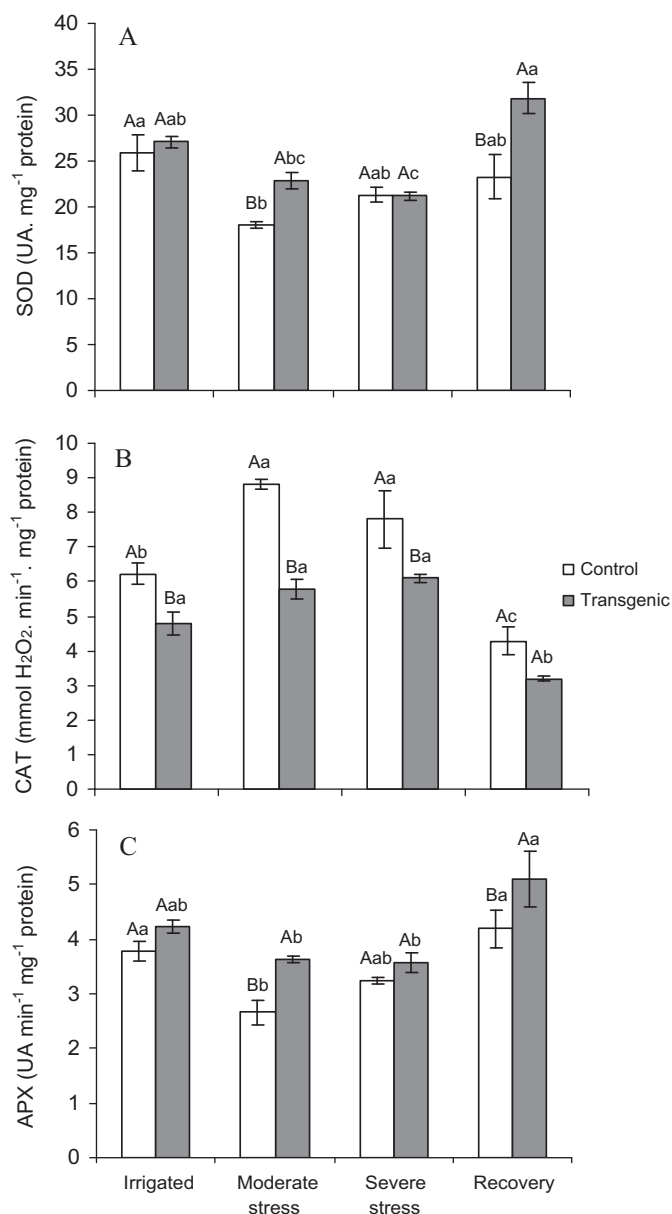 A
SOD (UA. mg⁻¹ protein)
40
35
30
25
20
15
10
5
0
Aa
Aab
Bb
Abc
Aab
Ac
Bab
Aa
B
CAT (mmol H₂O₂. min⁻¹. mg⁻¹ protein)
10
9
8
7
6
5
4
3
2
1
0
Ab
Ba
Aa
Ba
Aa
Ba
Ac
Ab
Control
Transgenic
C
APX (UA min⁻¹ mg⁻¹ protein)
6
5
4
3
2
1
0
Aa
Aab
Bb
Ab
Aab
Ab
Ba
Aa
Irrigated
Moderate
stress
Severe
stress
Recovery